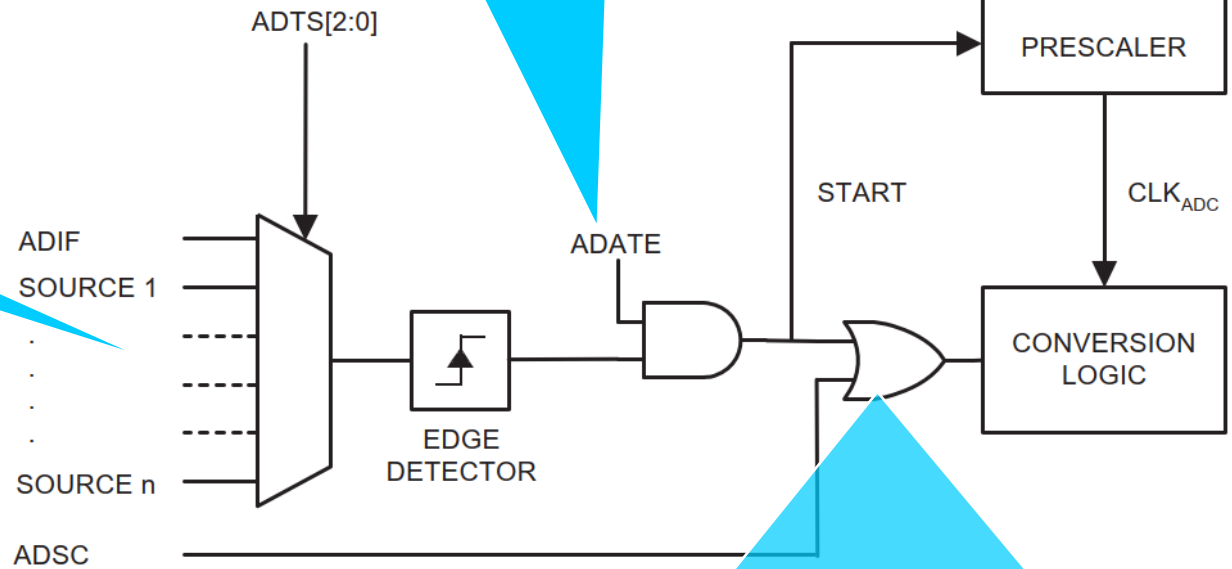 ADTS[2:0]
PRESCALER
START
CLKADC
ADIF
ADATE
SOURCE 1
.
.
.
.
CONVERSION
LOGIC
EDGE
DETECTOR
SOURCE n
ADSC